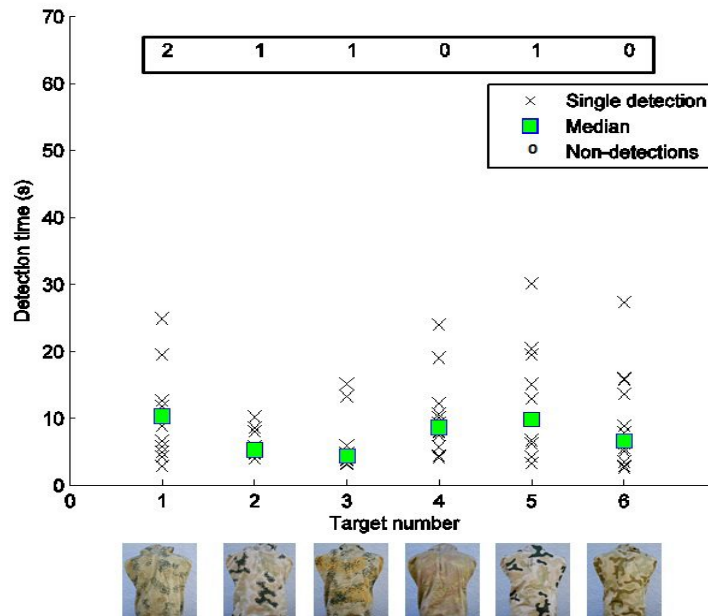 70
2 1 1 0 1 0
60
× Single detection
Median
o Non-detections
50
40
Detection time (s)
30
20
10
0
0 1 2 3 4 5 6
Target number